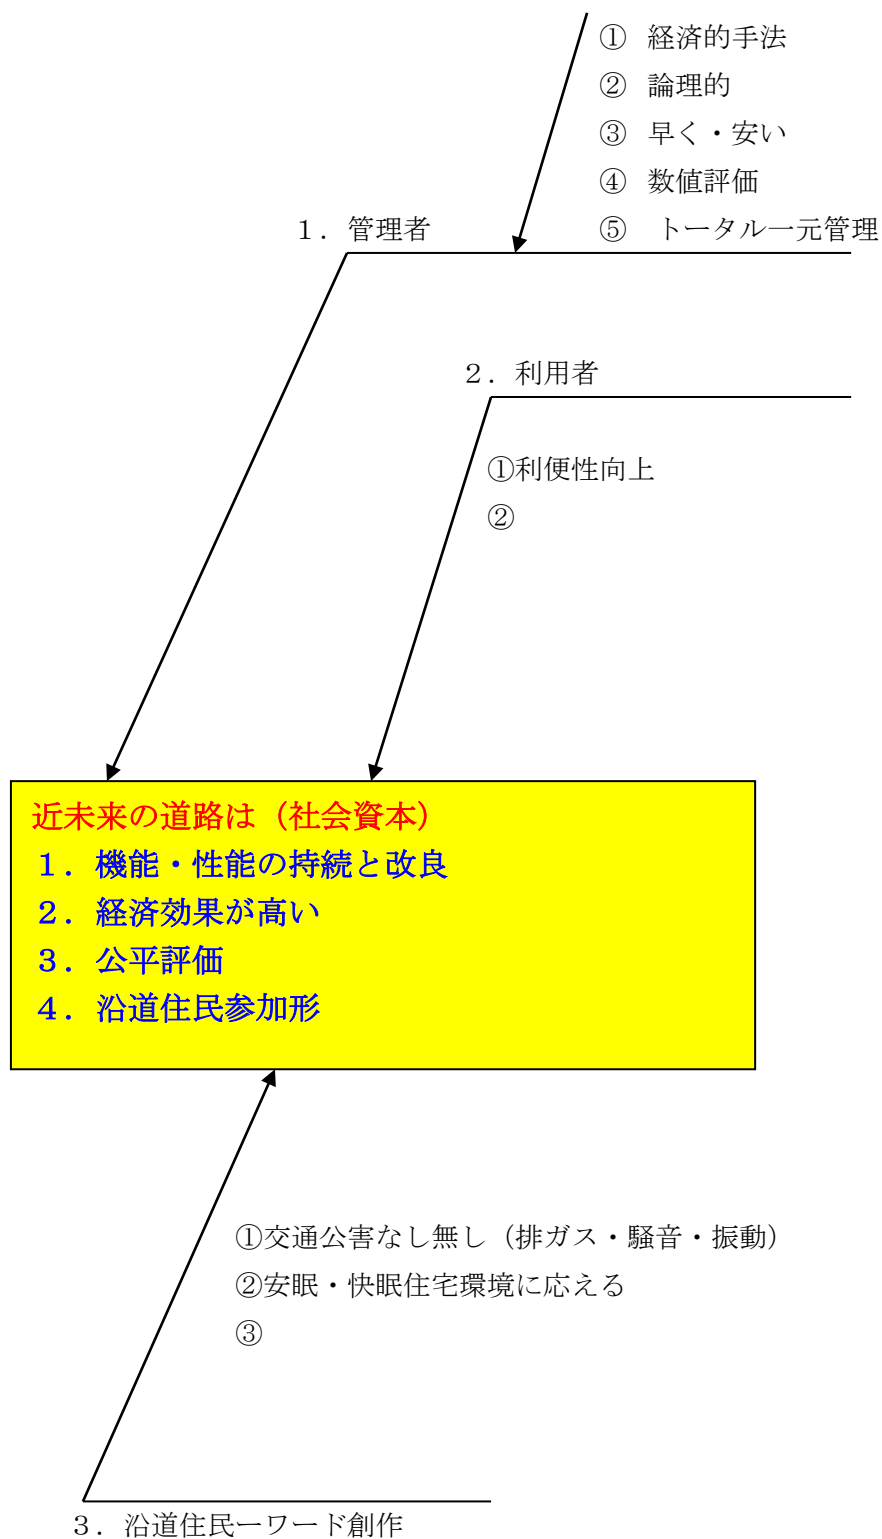 ① 経済的手法
② 論理的
③ 早く・安い
④ 数値評価
⑤ トータル一元管理
１．管理者
２．利用者
①利便性向上
②
近未来の道路は（社会資本）
１．機能・性能の持続と改良
２．経済効果が高い
３．公平評価
４．沿道住民参加形
①交通公害なし無し（排ガス・騒音・振動）
②安眠・快眠住宅環境に応える
③
３．沿道住民ーワード創作